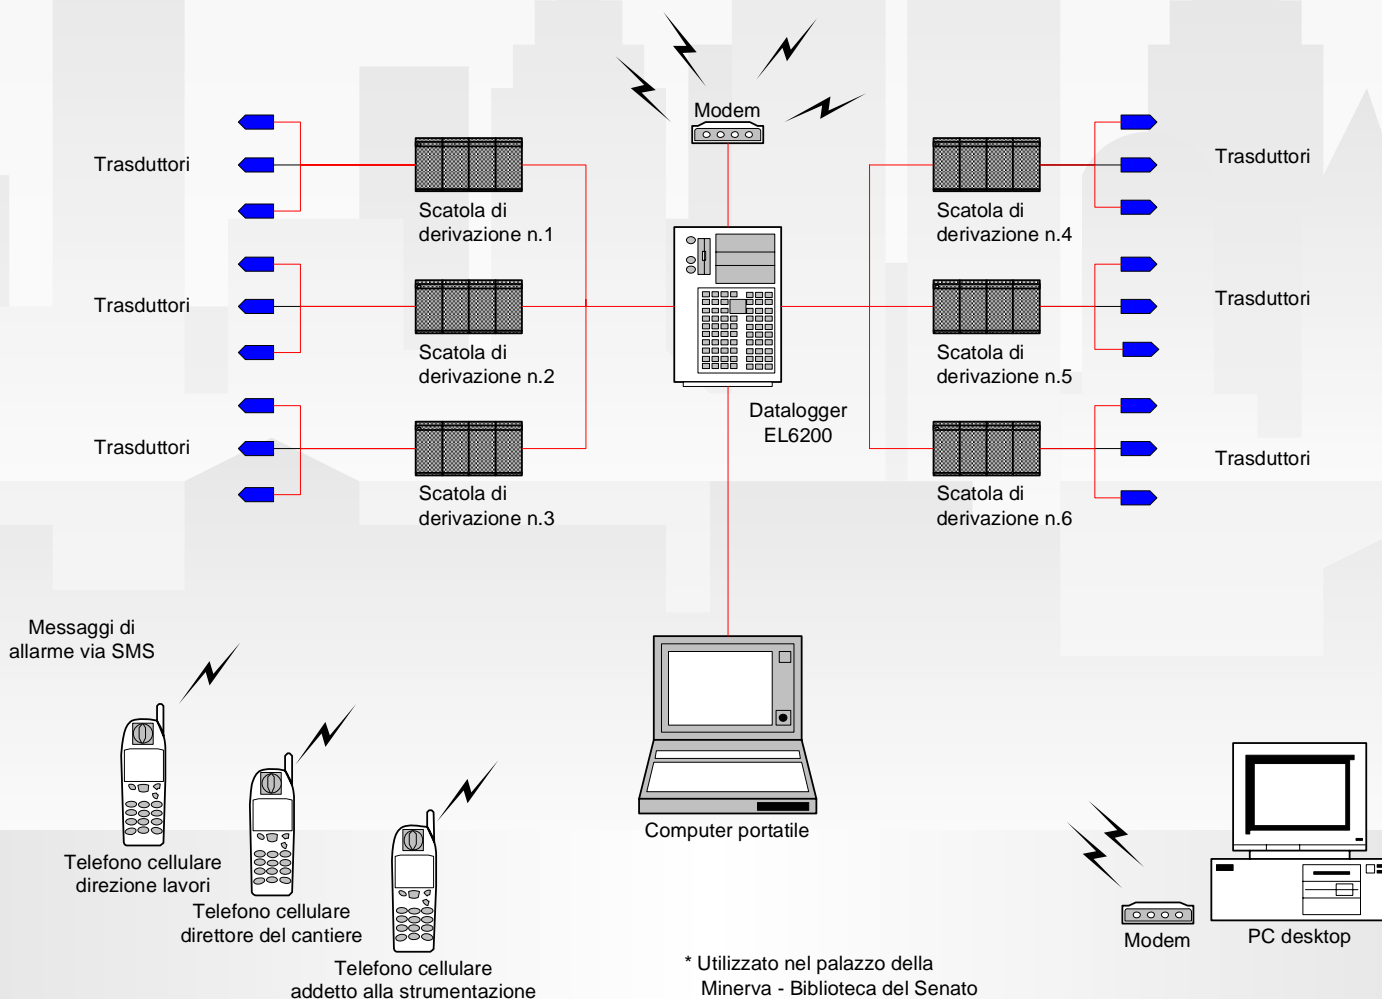 Modem
Trasduttori
Scatola di
derivazione n.1
Scatola di
derivazione n.4
Trasduttori
Trasduttori
Scatola di
derivazione n.2
Scatola di
derivazione n.5
Trasduttori
Datalogger
EL6200
Trasduttori
Scatola di
derivazione n.3
Scatola di
derivazione n.6
Trasduttori
Messaggi di
allarme via SMS
Computer portatile
Telefono cellulare
direzione lavori
Telefono cellulare
direttore del cantiere
Telefono cellulare
addetto alla strumentazione
Modem
PC desktop
* Utilizzato nel palazzo della
Minerva - Biblioteca del Senato